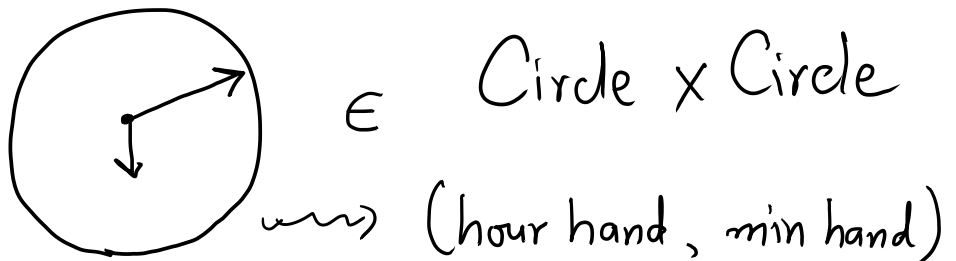 ∈ Circle × Circle
⇝ (hour hand, min hand)